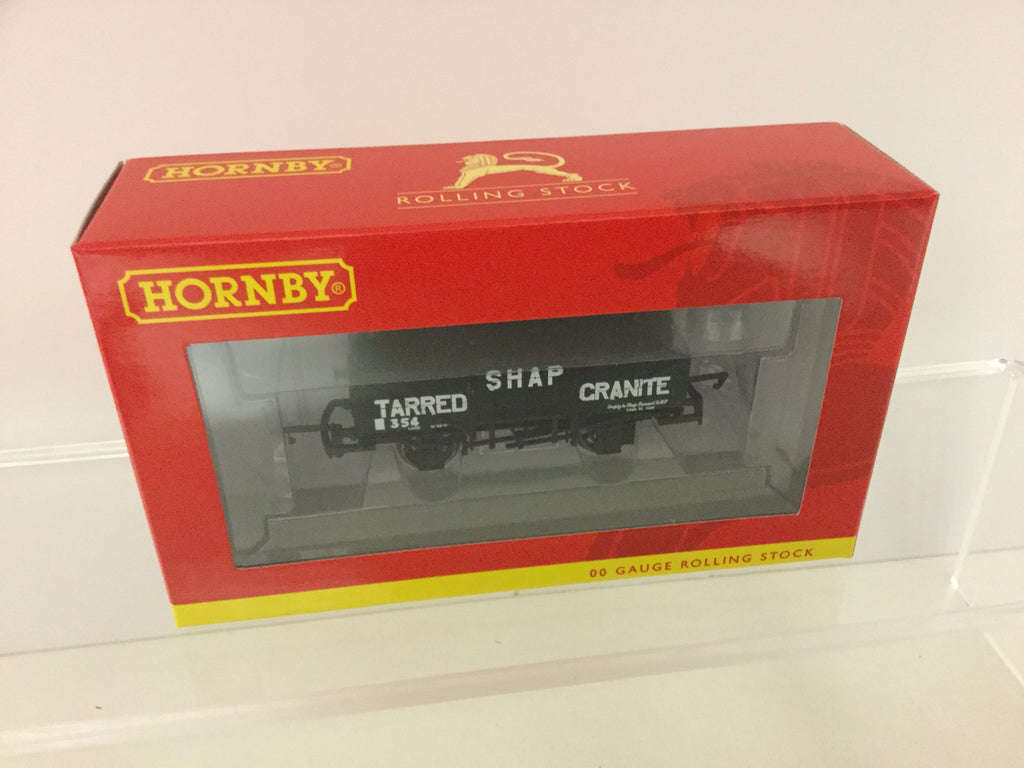 HORNBY®
ROLLING STOCK
HORNBY®
SHAP
TARRED GRANITE
354
00 GAUGE ROLLING STOCK